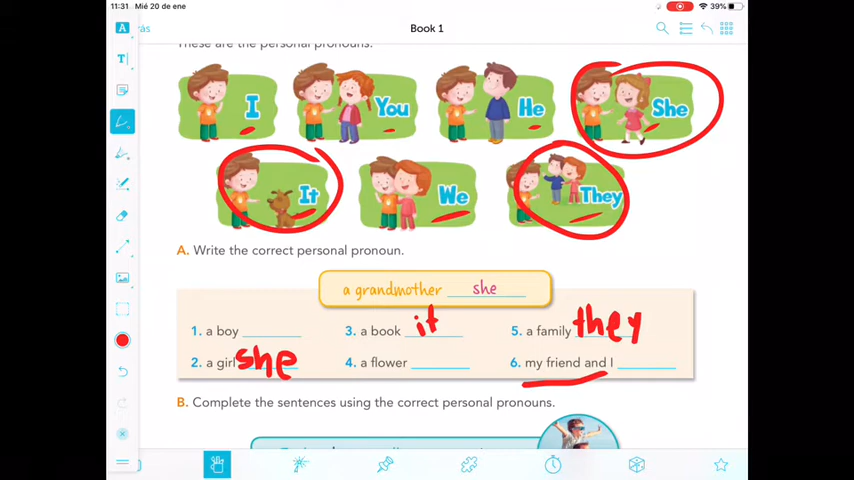 11:31 Mié 20 de ene
39%
ás
Book 1
These are the personal pronouns.
I
You
He
She
It
We
They
A. Write the correct personal pronoun.
a grandmother she
1. a boy
3. a book it
5. a family they
2. a girl she
4. a flower
6. my friend and I
B. Complete the sentences using the correct personal pronouns.